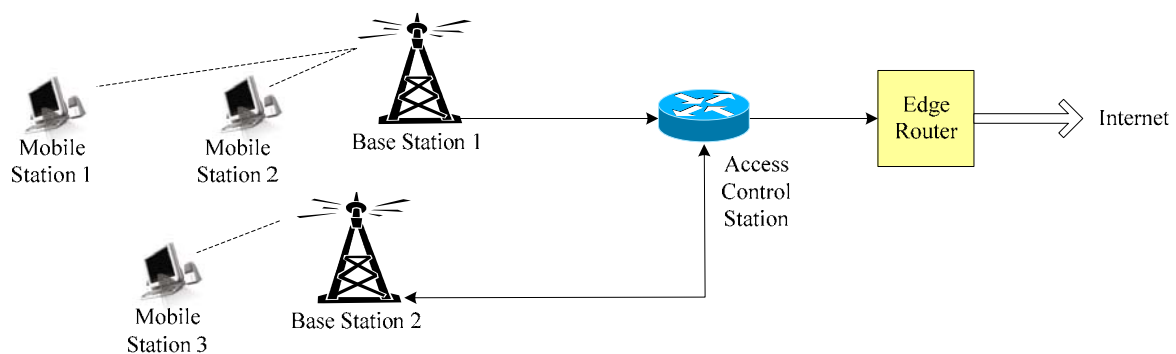 Mobile
Station 1
Mobile
Station 2
Base Station 1
Access
Control
Station
Edge
Router
Internet
Mobile
Station 3
Base Station 2